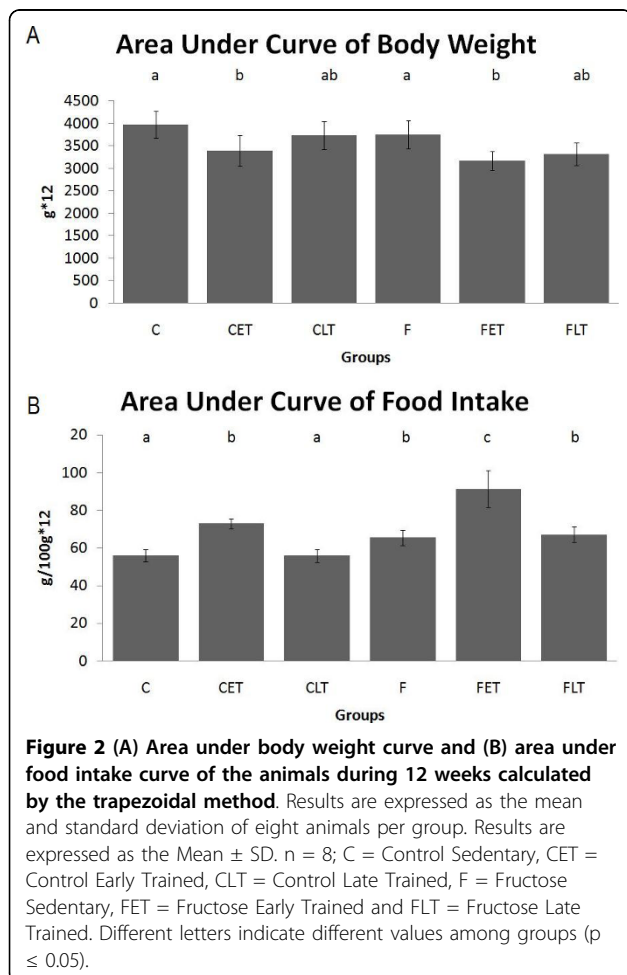 A
Area Under Curve of Body Weight
a b ab a b ab
4500
4000
3500
3000
2500
2000
1500
1000
500
0
g*12
C CET CLT F FET FLT
Groups
B
Area Under Curve of Food Intake
a b a b c b
20
100
80
60
40
20
0
g/100g*12
C CET CLT F FET FLT
Groups
Figure 2 (A) Area under body weight curve and (B) area under
food intake curve of the animals during 12 weeks calculated
by the trapezoidal method. Results are expressed as the mean
and standard deviation of eight animals per group. Results are
expressed as the Mean ± SD. n = 8; C = Control Sedentary, CET =
Control Early Trained, CLT = Control Late Trained, F = Fructose
Sedentary, FET = Fructose Early Trained and FLT = Fructose Late
Trained. Different letters indicate different values among groups (p
≤ 0.05).